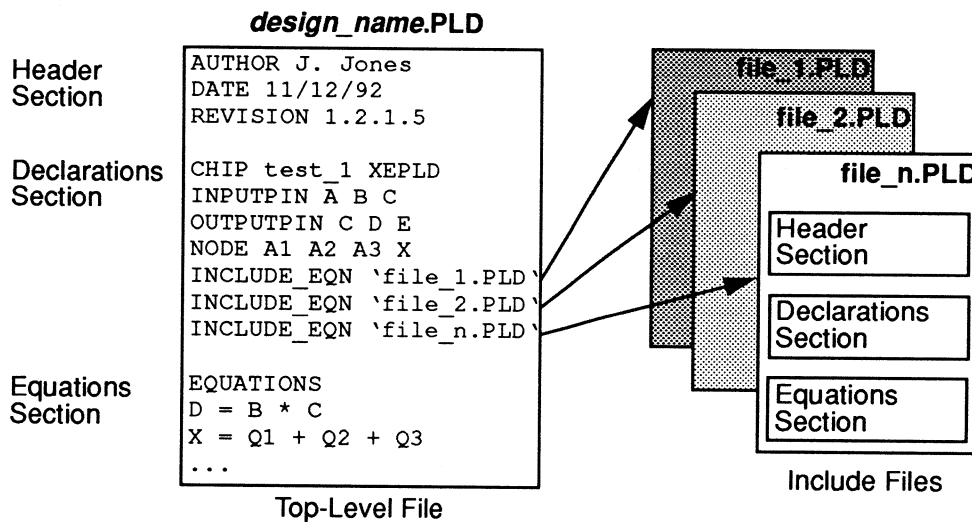 design_name.PLD
Header
Section
AUTHOR J. Jones
DATE 11/12/92
REVISION 1.2.1.5
Declarations
Section
CHIP test_1 XEPLD
INPUTPIN A B C
OUTPUTPIN C D E
NODE A1 A2 A3 X
INCLUDE_EQN 'file_1.PLD'
INCLUDE_EQN 'file_2.PLD'
INCLUDE_EQN 'file_n.PLD'
Equations
Section
EQUATIONS
D = B * C
X = Q1 + Q2 + Q3
...
Top-Level File
file_1.PLD
file_2.PLD
file_n.PLD
Header
Section
Declarations
Section
Equations
Section
Include Files